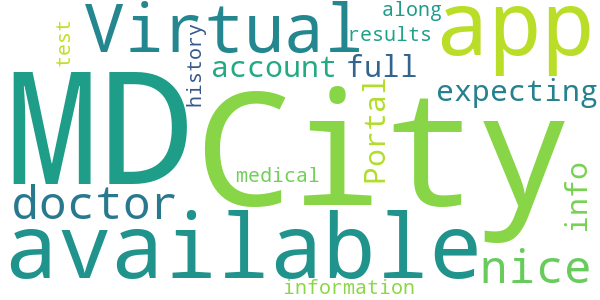 along
Virtual
app
test
history
results
account
full
expecting
MD
City
Portal
medical
doctor
info
available
nice
information